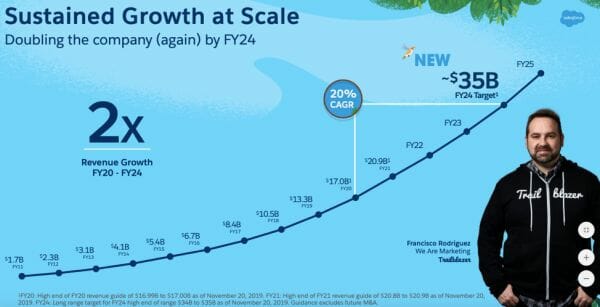 Sustained Growth at Scale
Doubling the company (again) by FY24
salesforce
NEW
~$35B
FY24 Target¹
FY25
20%
CAGR
2x
Revenue Growth
FY20 - FY24
FY23
FY22
$20.9B¹
FY21
$17.0B¹
FY20
$13.3B
FY19
$10.5B
FY18
$8.4B
FY17
$6.7B
FY16
$5.4B
FY15
$4.1B
FY14
$3.1B
FY13
$2.3B
FY12
$1.7B
FY11
Trailblazer
Francisco Rodriguez
We Are Marketing
Trailblazer
¹FY20: High end of FY20 revenue guide of $16.99B to $17.00B as of November 20, 2019. FY21: High end of FY21 revenue guide of $20.8B to $20.9B as of November 20,
2019. FY24: Long range target for FY24 high end of range $34B to $35B as of November 20, 2019. Guidance excludes future M&A.